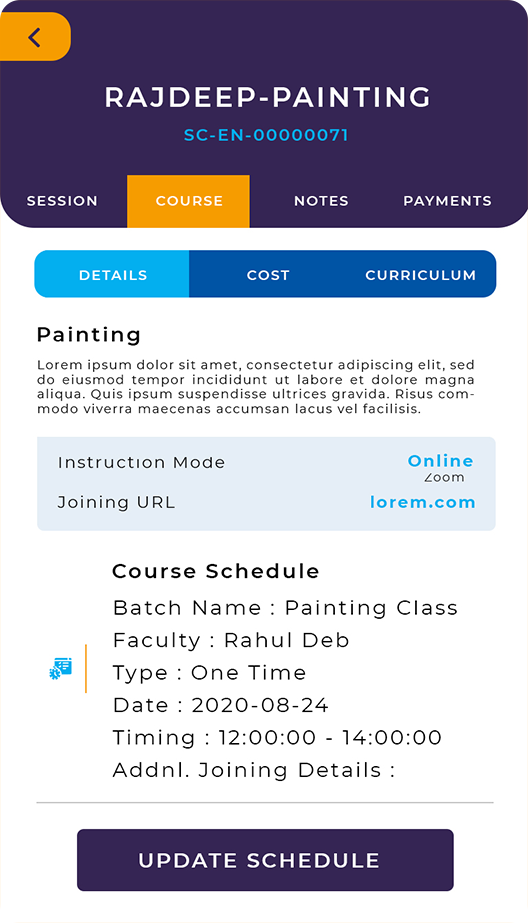 RAJDEEP-PAINTING
SC-EN-00000071
SESSION COURSE NOTES PAYMENTS
DETAILS COST CURRICULUM
Painting
Lorem ipsum dolor sit amet, consectetur adipiscing elit, sed
do eiusmod tempor incididunt ut labore et dolore magna
aliqua. Quis ipsum suspendisse ultrices gravida. Risus com-
modo viverra maecenas accumsan lacus vel facilisis.
Instruction Mode Online
Zoom
Joining URL lorem.com
Course Schedule
Batch Name : Painting Class
Faculty : Rahul Deb
Type : One Time
Date : 2020-08-24
Timing : 12:00:00 - 14:00:00
Addnl. Joining Details :
UPDATE SCHEDULE